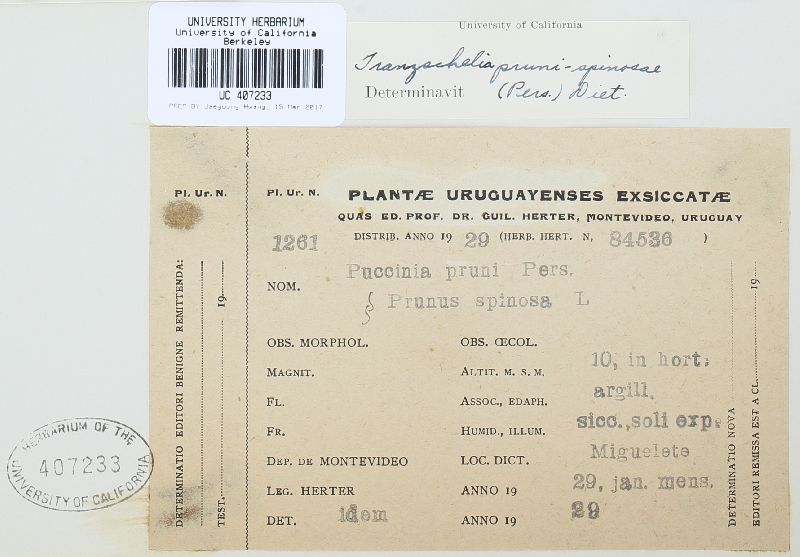 UNIVERSITY HERBARIUM
University of California
Berkeley
UC 407233
PREP BY Jaeyoung Hwang, 15 Mar 2017
University of California
Tranzschelia pruni-spinosae
Determinavit (Pers.) Diet.
Pl. Ur. N.
DETERMINATIO EDITORI BENIGNE REMITTENDA:
TEST. 19
Pl. Ur. N. PLANTÆ URUGUAYENSES EXSICCATÆ
QUAS ED. PROF. DR. GUIL. HERTER, MONTEVIDEO, URUGUAY
1261 DISTRIB. ANNO 19 29 (HERB. HERT. N. 84536 )
NOM. Puccinia pruni Pers.
Prunus spinosa L
OBS. MORPHOL. OBS. ŒCOL.
MAGNIT. ALTIT. M. S. M. 10, in hort.
FL. ASSOC., EDAPH. argill.
FR. HUMID., ILLUM. sicc., soli exp.
DEP. DE MONTEVIDEO LOC. DICT. Miguelete
LEG. HERTER ANNO 19 29, jan. mens.
DET. idem ANNO 19 29
DETERMINATIO NOVA
EDITORI REMISSA EST A CL. 19
HERBARIUM OF THE
407233
UNIVERSITY OF CALIFORNIA